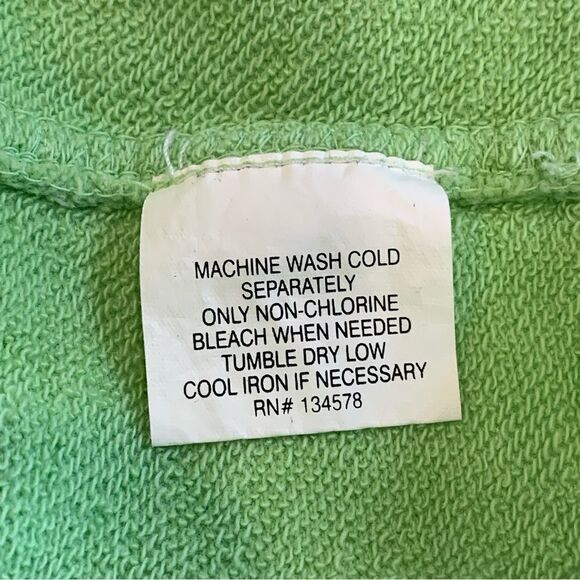 MACHINE WASH COLD
SEPARATELY
ONLY NON-CHLORINE
BLEACH WHEN NEEDED
TUMBLE DRY LOW
COOL IRON IF NECESSARY
RN# 134578